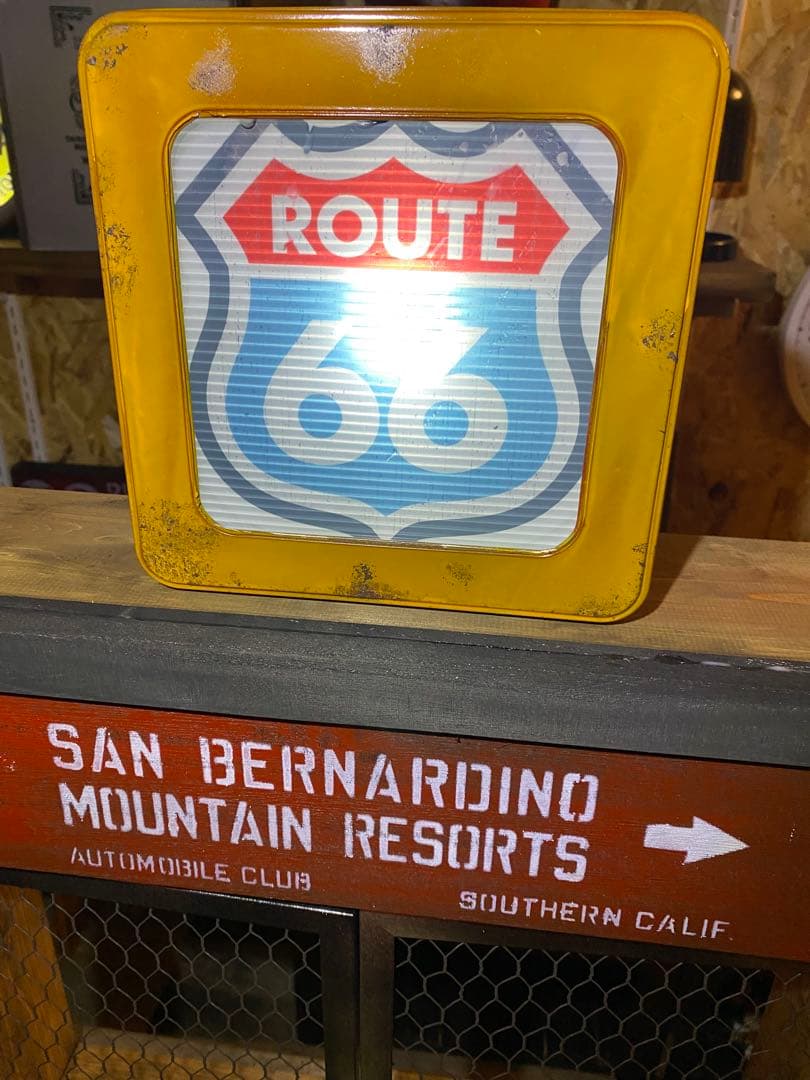 ROUTE
66
SAN BERNARDINO
MOUNTAIN RESORTS
AUTOMOBILE CLUB
SOUTHERN CALIF.